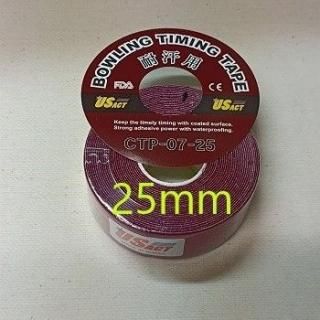 BOWLING TIMING TAPE
耐汗用
FDA
CE
USACT
USACT
Keep the timely timing with coated surface.
Strong adhesive power with waterproofing.
CTP-07-25
25mm
USACT